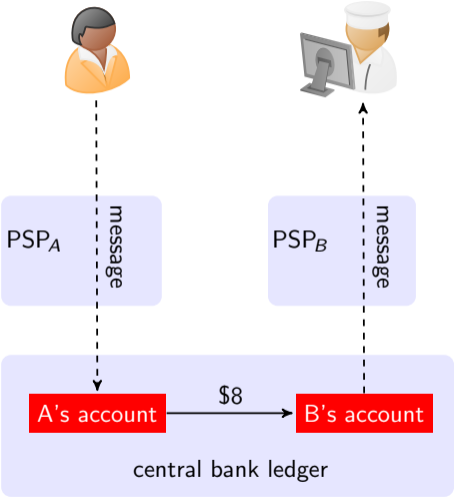 PSP_A
message
PSP_B
message
$8
A's account
B's account
central bank ledger